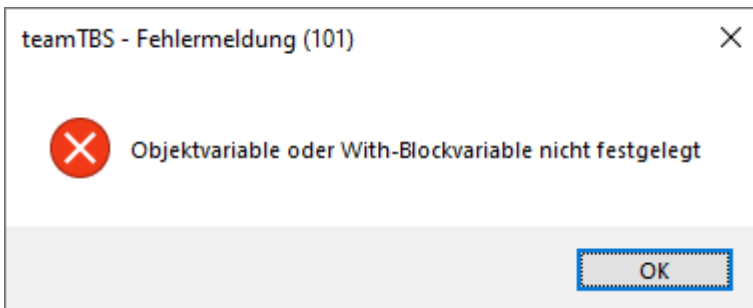 teamTBS - Fehlermeldung (101)
Objektvariable oder With-Blockvariable nicht festgelegt
OK